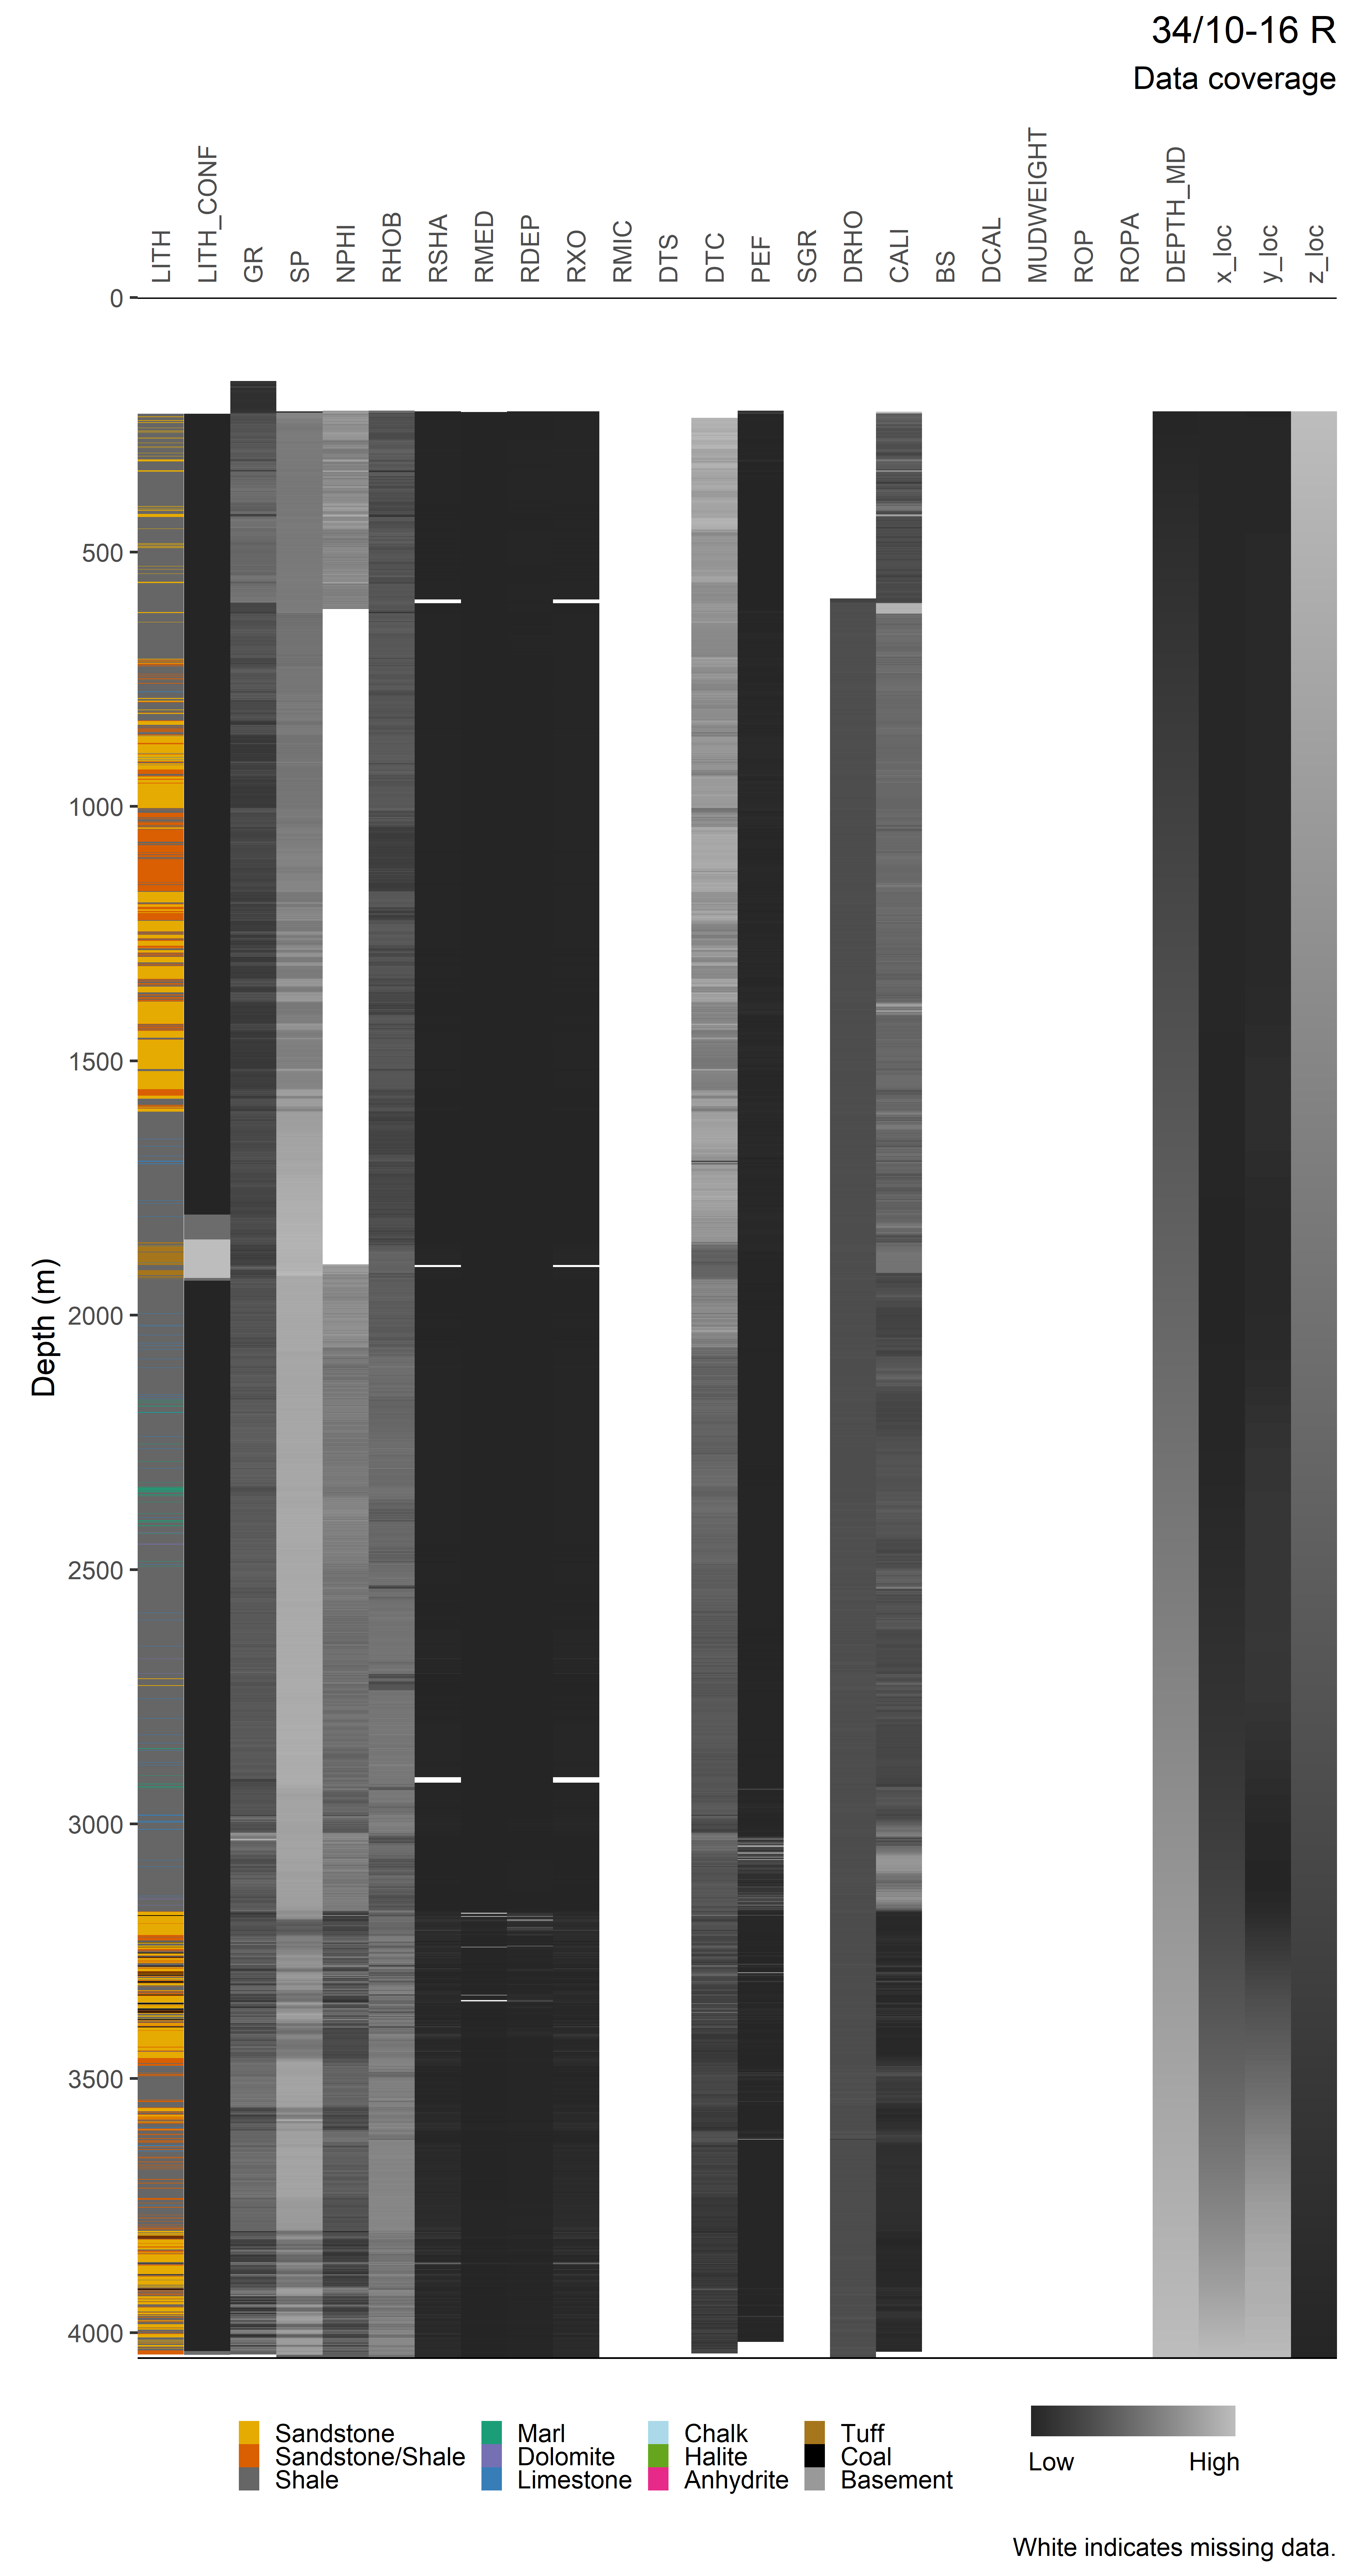 34/10-16 R
Data coverage
LITH
LITH_CONF
GR
SP
NPHI
RHOB
RSHA
RMED
RDEP
RXO
RMIC
DTS
DTC
PEF
SGR
DRHO
CALI
BS
DCAL
MUDWEIGHT
ROP
ROPA
DEPTH_MD
x_loc
y_loc
z_loc
0
500
1000
1500
2000
2500
3000
3500
4000
Depth (m)
Sandstone Marl Chalk Tuff
Sandstone/Shale Dolomite Halite Coal
Shale Limestone Anhydrite Basement
Low High
White indicates missing data.